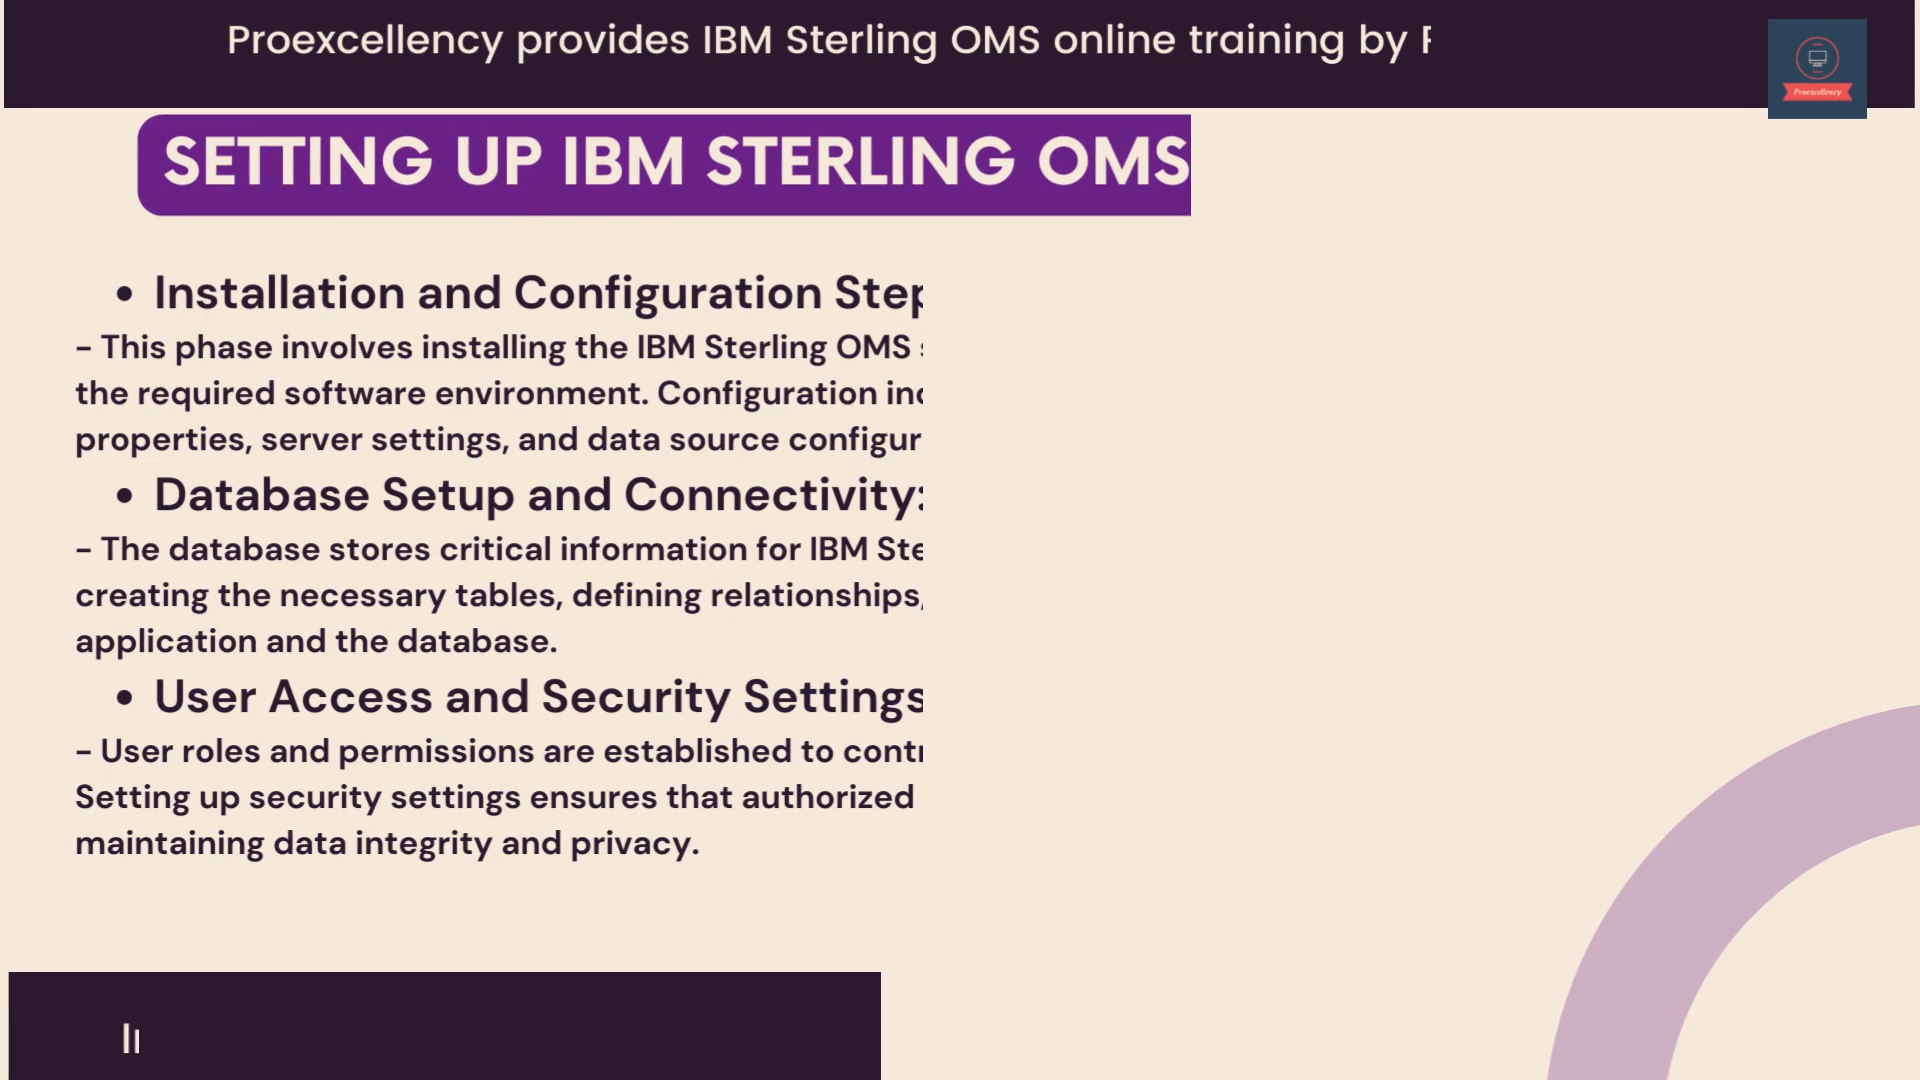 Proexcellency provides IBM Sterling OMS online training by
Proexcellency
SETTING UP IBM STERLING OMS
• Installation and Configuration
- This phase involves installing the IBM Sterling OMS
the required software environment. Configuration
properties, server settings, and data source
• Database Setup and Connectivity:
- The database stores critical information for IBM
creating the necessary tables, defining relationships,
application and the database.
• User Access and Security Settings
- User roles and permissions are established to
Setting up security settings ensures that authorized
maintaining data integrity and privacy.